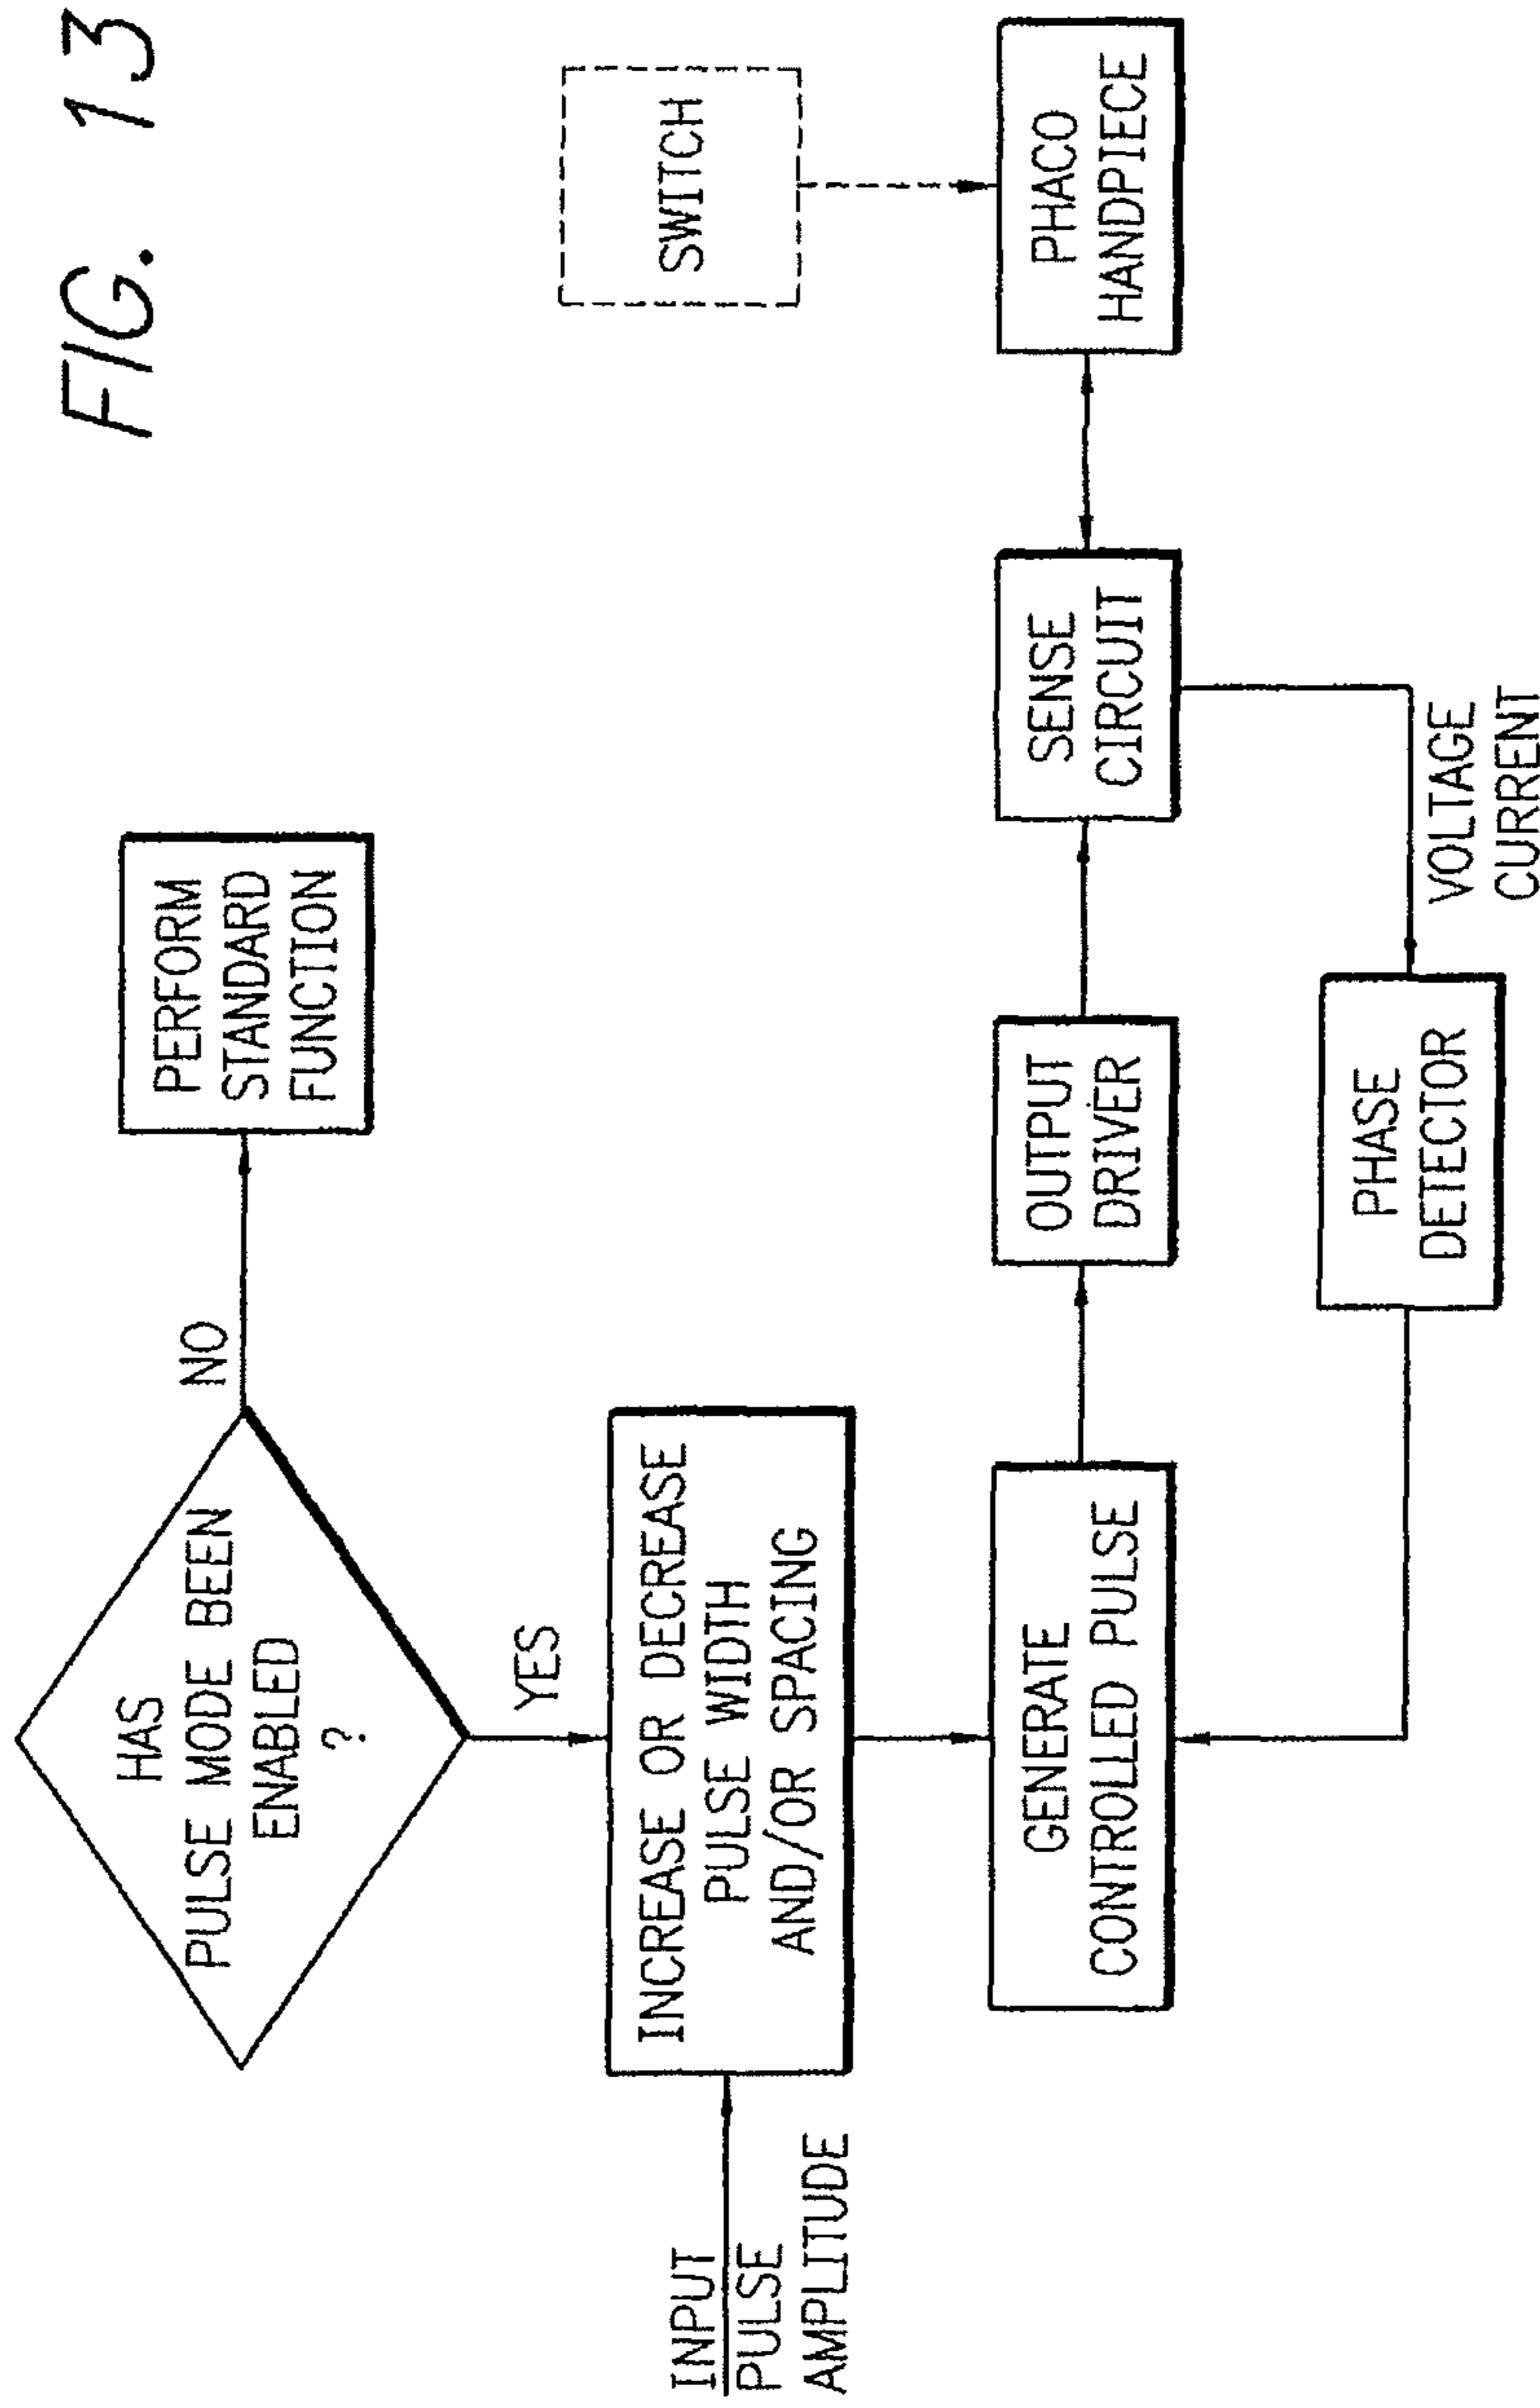 FIG. 13
HAS
PULSE MODE BEEN
ENABLED
?
NO
PERFORM
STANDARD
FUNCTION
YES
INPUT
PULSE
AMPLITUDE
INCREASE OR DECREASE
PULSE WIDTH
AND/OR SPACING
SWITCH
GENERATE
CONTROLLED PULSE
OUTPUT
DRIVER
SENSE
CIRCUIT
PHACO
HANDPIECE
PHASE
DETECTOR
VOLTAGE
CURRENT